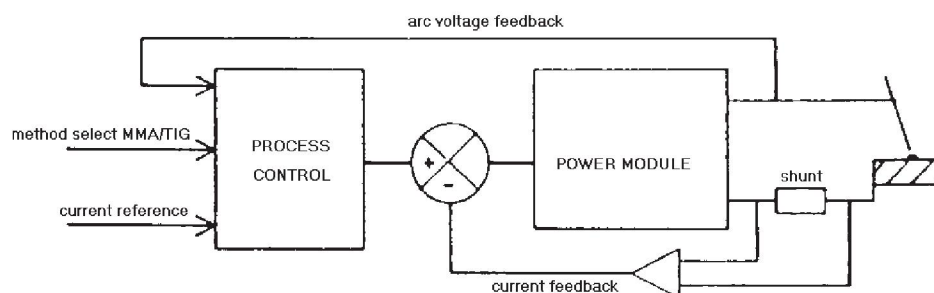 arc voltage feedback
method select MMA/TIG
PROCESS
CONTROL
current reference
+
-
POWER MODULE
shunt
current feedback